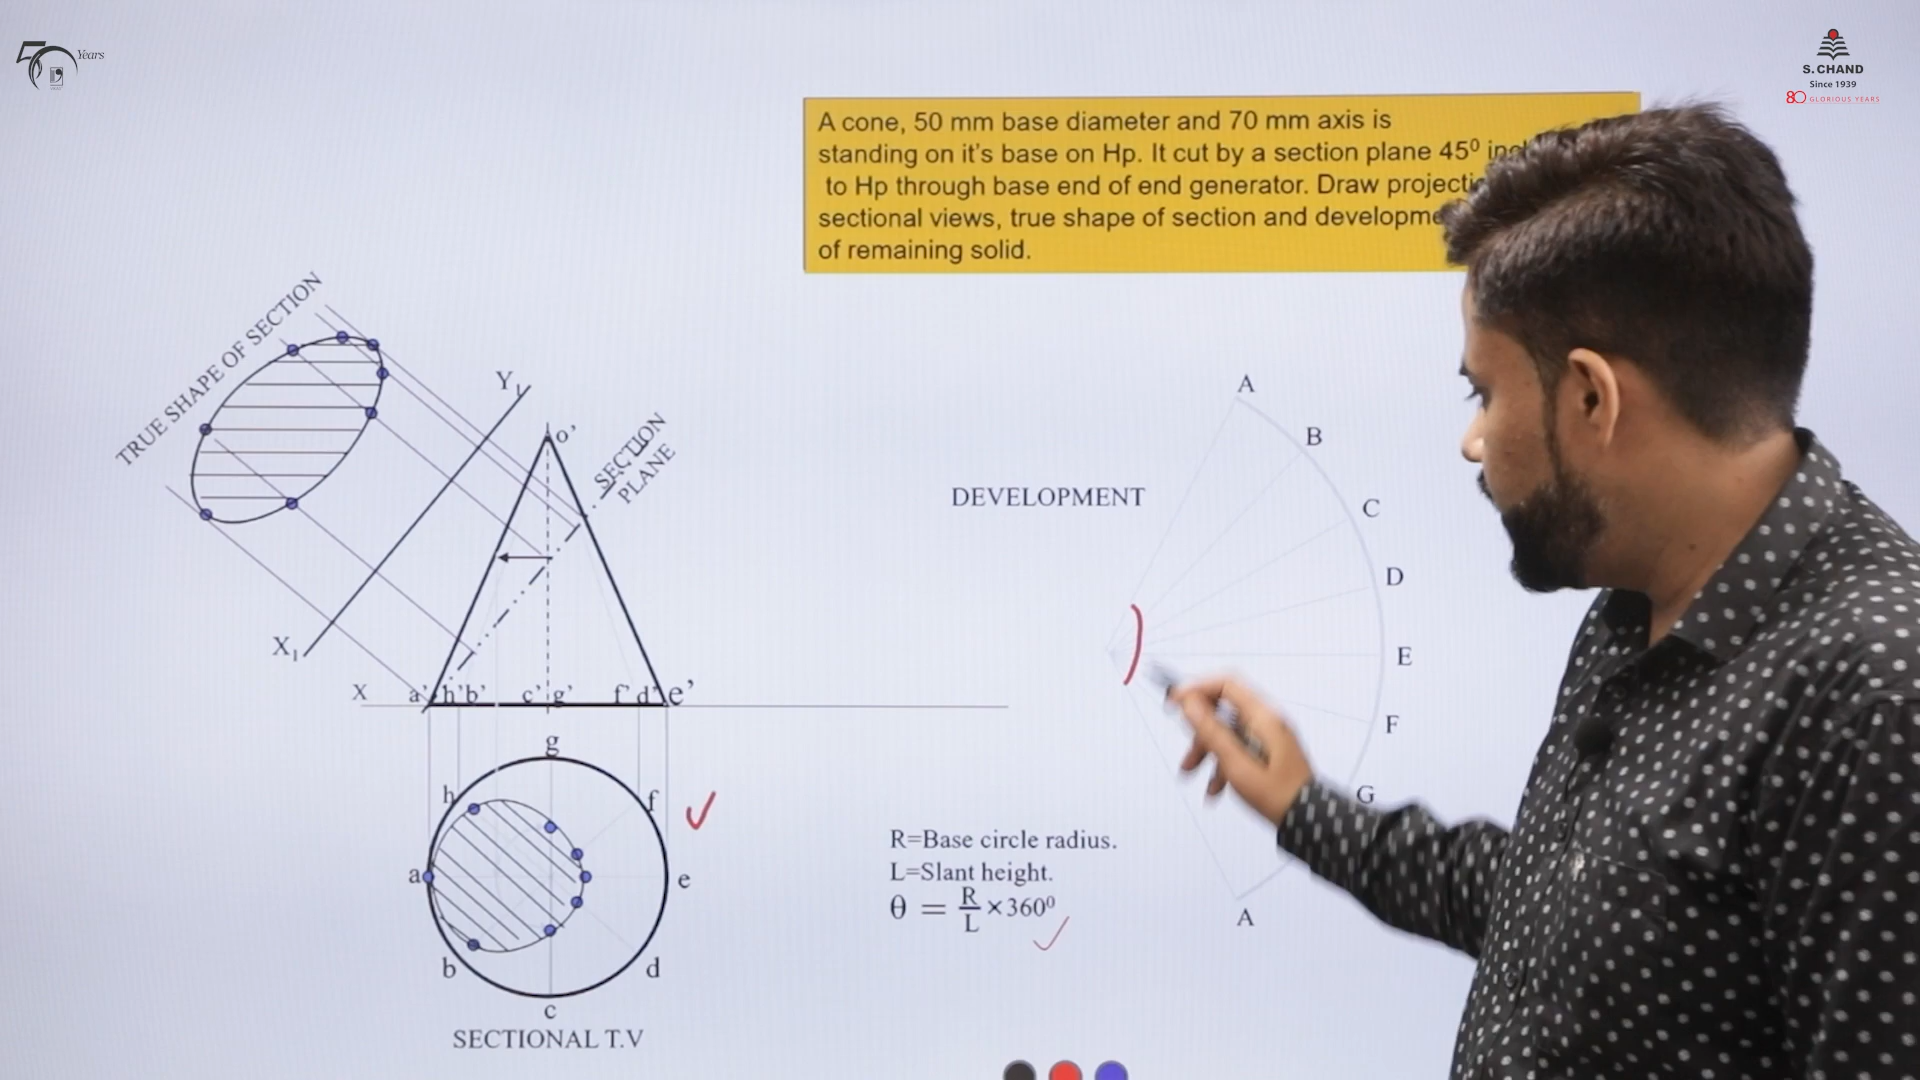 50 Years
S. CHAND
Since 1939
80 GLORIOUS YEARS
A cone, 50 mm base diameter and 70 mm axis is
standing on it's base on Hp. It cut by a section plane 45⁰
to Hp through base end of end generator. Draw
sectional views, true shape of section and
of remaining solid.
TRUE SHAPE OF SECTION
Y₁
o'
SECTION
PLANE
X₁
X
a' h' b' c' g' f' d' e'
g
h
f
a
e
b
d
c
SECTIONAL T.V
DEVELOPMENT
A
B
C
D
E
F
G
A
R=Base circle radius.
L=Slant height.
θ = R/L ×360⁰